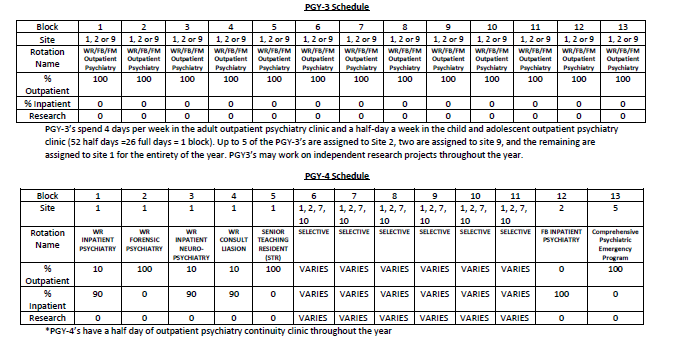 PGY-3 Schedule
Block 1 2 3 4 5 6 7 8 9 10 11 12 13
Site 1, 2 or 9 1, 2 or 9 1, 2 or 9 1, 2 or 9 1, 2 or 9 1, 2 or 9 1, 2 or 9 1, 2 or 9 1, 2 or 9 1, 2 or 9 1, 2 or 9 1, 2 or 9 1, 2 or 9
Rotation WR/FB/FM WR/FB/FM WR/FB/FM WR/FB/FM WR/FB/FM WR/FB/FM WR/FB/FM WR/FB/FM WR/FB/FM WR/FB/FM WR/FB/FM WR/FB/FM WR/FB/FM
Name Outpatient Outpatient Outpatient Outpatient Outpatient Outpatient Outpatient Outpatient Outpatient Outpatient Outpatient Outpatient Outpatient
Psychiatry Psychiatry Psychiatry Psychiatry Psychiatry Psychiatry Psychiatry Psychiatry Psychiatry Psychiatry Psychiatry Psychiatry Psychiatry
% 100 100 100 100 100 100 100 100 100 100 100 100 100
Outpatient
% Inpatient 0 0 0 0 0 0 0 0 0 0 0 0 0
Research 0 0 0 0 0 0 0 0 0 0 0 0 0
PGY-3's spend 4 days per week in the adult outpatient psychiatry clinic and a half-day a week in the child and adolescent outpatient psychiatry
clinic (52 half days =26 full days = 1 block). Up to 5 of the PGY-3's are assigned to Site 2, two are assigned to site 9, and the remaining are
assigned to site 1 for the entirety of the year. PGY3's may work on independent research projects throughout the year.
PGY-4 Schedule
Block 1 2 3 4 5 6 7 8 9 10 11 12 13
Site 1 1 1 1 1 1, 2, 7, 1, 2, 7, 1, 2, 7, 1, 2, 7, 1, 2, 7, 1, 2, 7, 2 5
10 10 10 10 10 10
Rotation WR WR WR WR SENIOR SELECTIVE SELECTIVE SELECTIVE SELECTIVE SELECTIVE SELECTIVE FB INPATIENT Comprehensive
Name INPATIENT FORENSIC INPATIENT CONSULT TEACHING PSYCHIATRY Psychiatric
PSYCHIATRY PSYCHIATRY NEURO- LIASION RESIDENT Emergency
PSYCHIATRY (STR) Program
% 10 100 10 10 100 VARIES VARIES VARIES VARIES VARIES VARIES 0 100
Outpatient
% 90 0 90 90 0 VARIES VARIES VARIES VARIES VARIES VARIES 100 0
Inpatient
Research 0 0 0 0 0 VARIES VARIES VARIES VARIES VARIES VARIES 0 0
*PGY-4's have a half day of outpatient psychiatry continuity clinic throughout the year